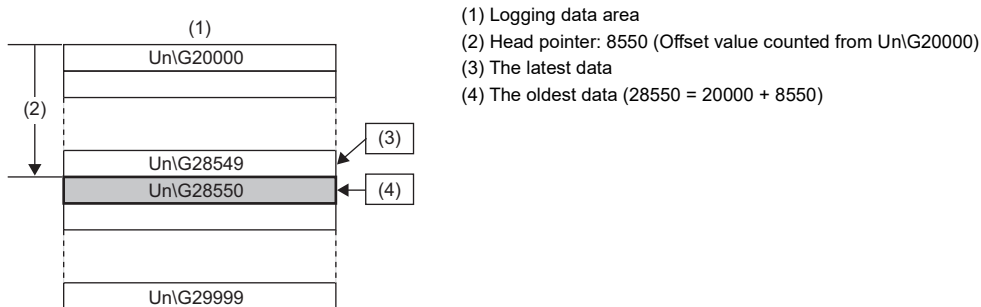 (1)
Un\G20000
(2)
(3)
Un\G28549
Un\G28550
(4)
Un\G29999
(1) Logging data area
(2) Head pointer: 8550 (Offset value counted from Un\G20000)
(3) The latest data
(4) The oldest data (28550 = 20000 + 8550)